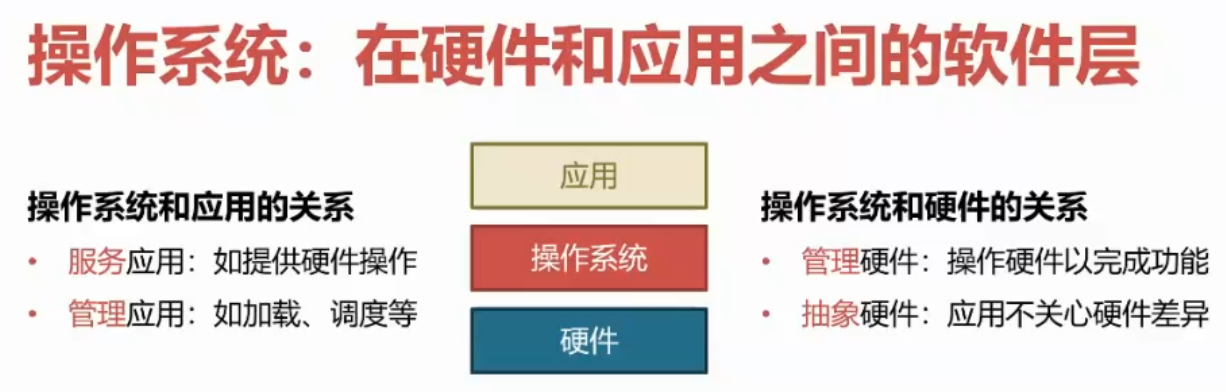 操作系统：在硬件和应用之间的软件层
操作系统和应用的关系
• 服务应用：如提供硬件操作
• 管理应用：如加载、调度等
应用
操作系统
硬件
操作系统和硬件的关系
• 管理硬件：操作硬件以完成功能
• 抽象硬件：应用不关心硬件差异